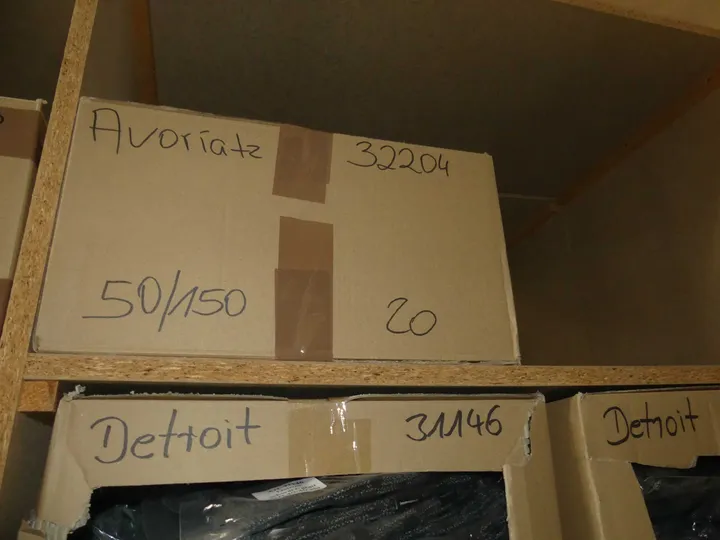 Avoriatz 32204
50/150 20
Detroit 31146
Detroit